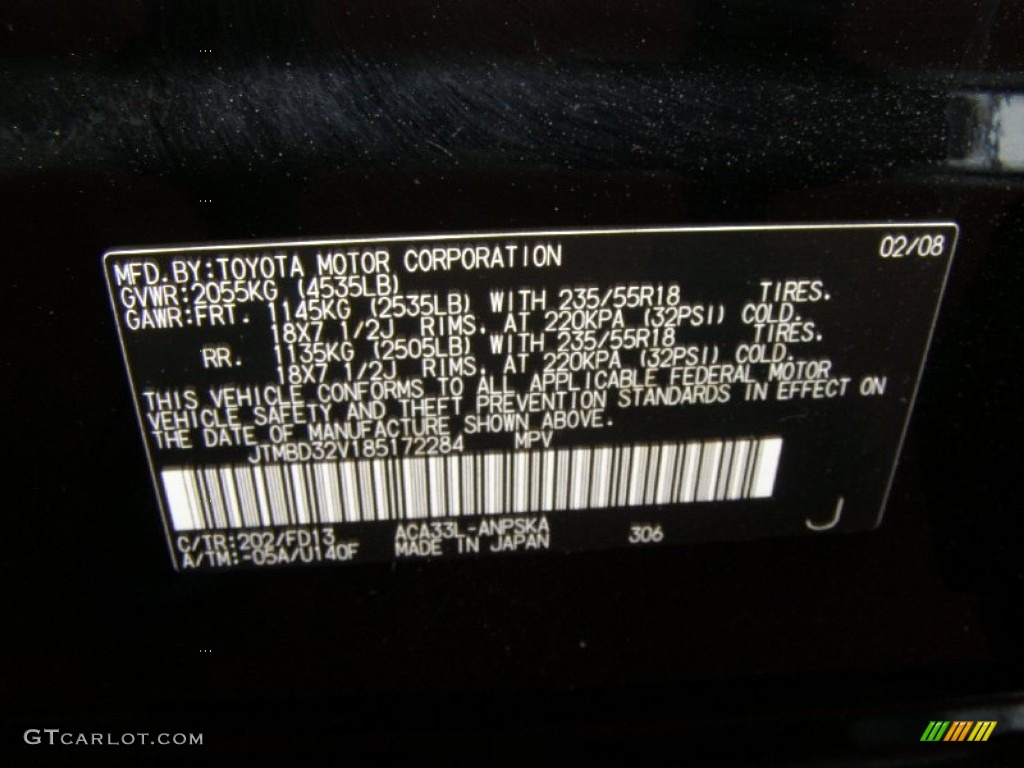 MFD.BY:TOYOTA MOTOR CORPORATION 02/08
GVWR:2055KG (4535LB)
GAWR:FRT. 1145KG (2535LB) WITH 235/55R18 TIRES.
18X7 1/2J RIMS, AT 220KPA (32PSI) COLD.
RR. 1135KG (2505LB) WITH 235/55R18 TIRES.
18X7 1/2J RIMS, AT 220KPA (32PSI) COLD.
THIS VEHICLE CONFORMS TO ALL APPLICABLE FEDERAL MOTOR
VEHICLE SAFETY AND THEFT PREVENTION STANDARDS IN EFFECT ON
THE DATE OF MANUFACTURE SHOWN ABOVE.
JTMBD32V185172284 MPV
C/TR:202/FD13 ACA33L-ANPSKA 306
A/TM:-05A/U140F MADE IN JAPAN
J
GTCARLOT.COM